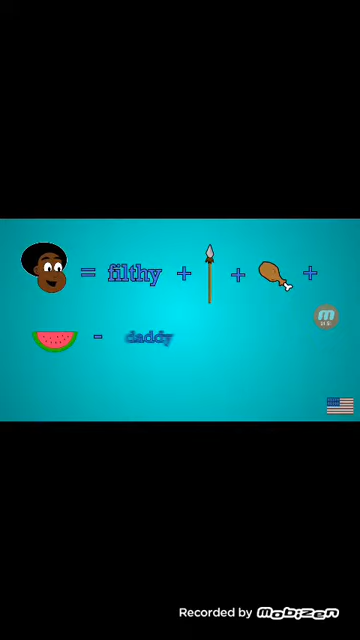 = filthy + + +
- daddy
Recorded by mobizen